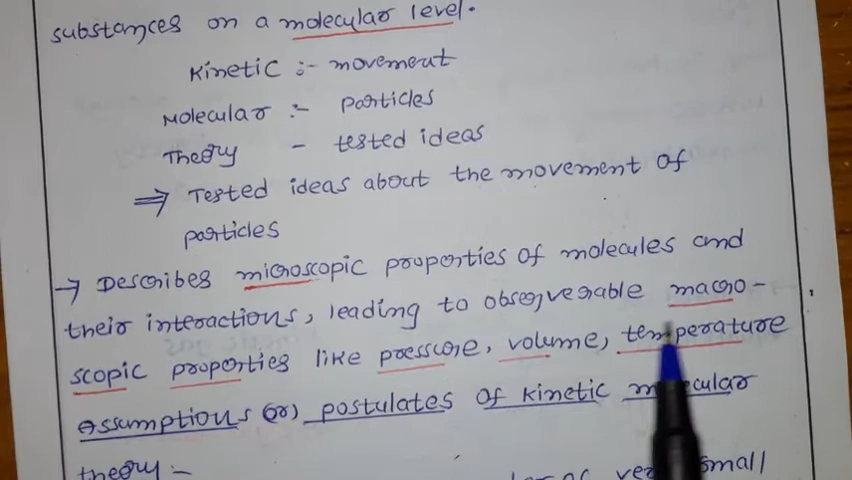 substances on a molecular level.
Kinetic :- movement
Molecular :- particles
Theory - tested ideas
⇒ Tested ideas about the movement of
particles
→ Describes microscopic properties of molecules and
their interactions, leading to observerable macro-
scopic properties like pressure, volume, temperature
Assumptions (or) postulates of kinetic molecular
theory :-
very small